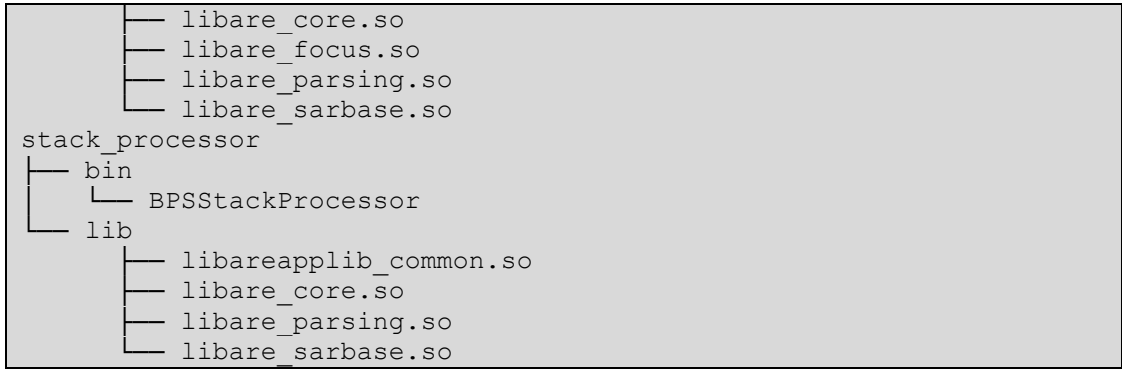 ├── libare_core.so
├── libare_focus.so
├── libare_parsing.so
└── libare_sarbase.so
stack_processor
├── bin
│   └── BPSStackProcessor
└── lib
├── libareapplib_common.so
├── libare_core.so
├── libare_parsing.so
└── libare_sarbase.so